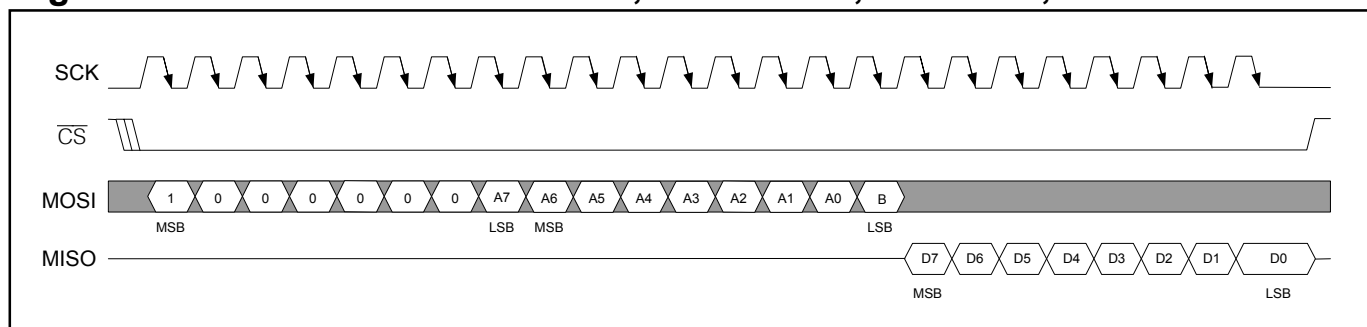 SCK
CS
MOSI 1 0 0 0 0 0 0 A7 A6 A5 A4 A3 A2 A1 A0 B
MSB LSB MSB LSB
MISO D7 D6 D5 D4 D3 D2 D1 D0
MSB LSB